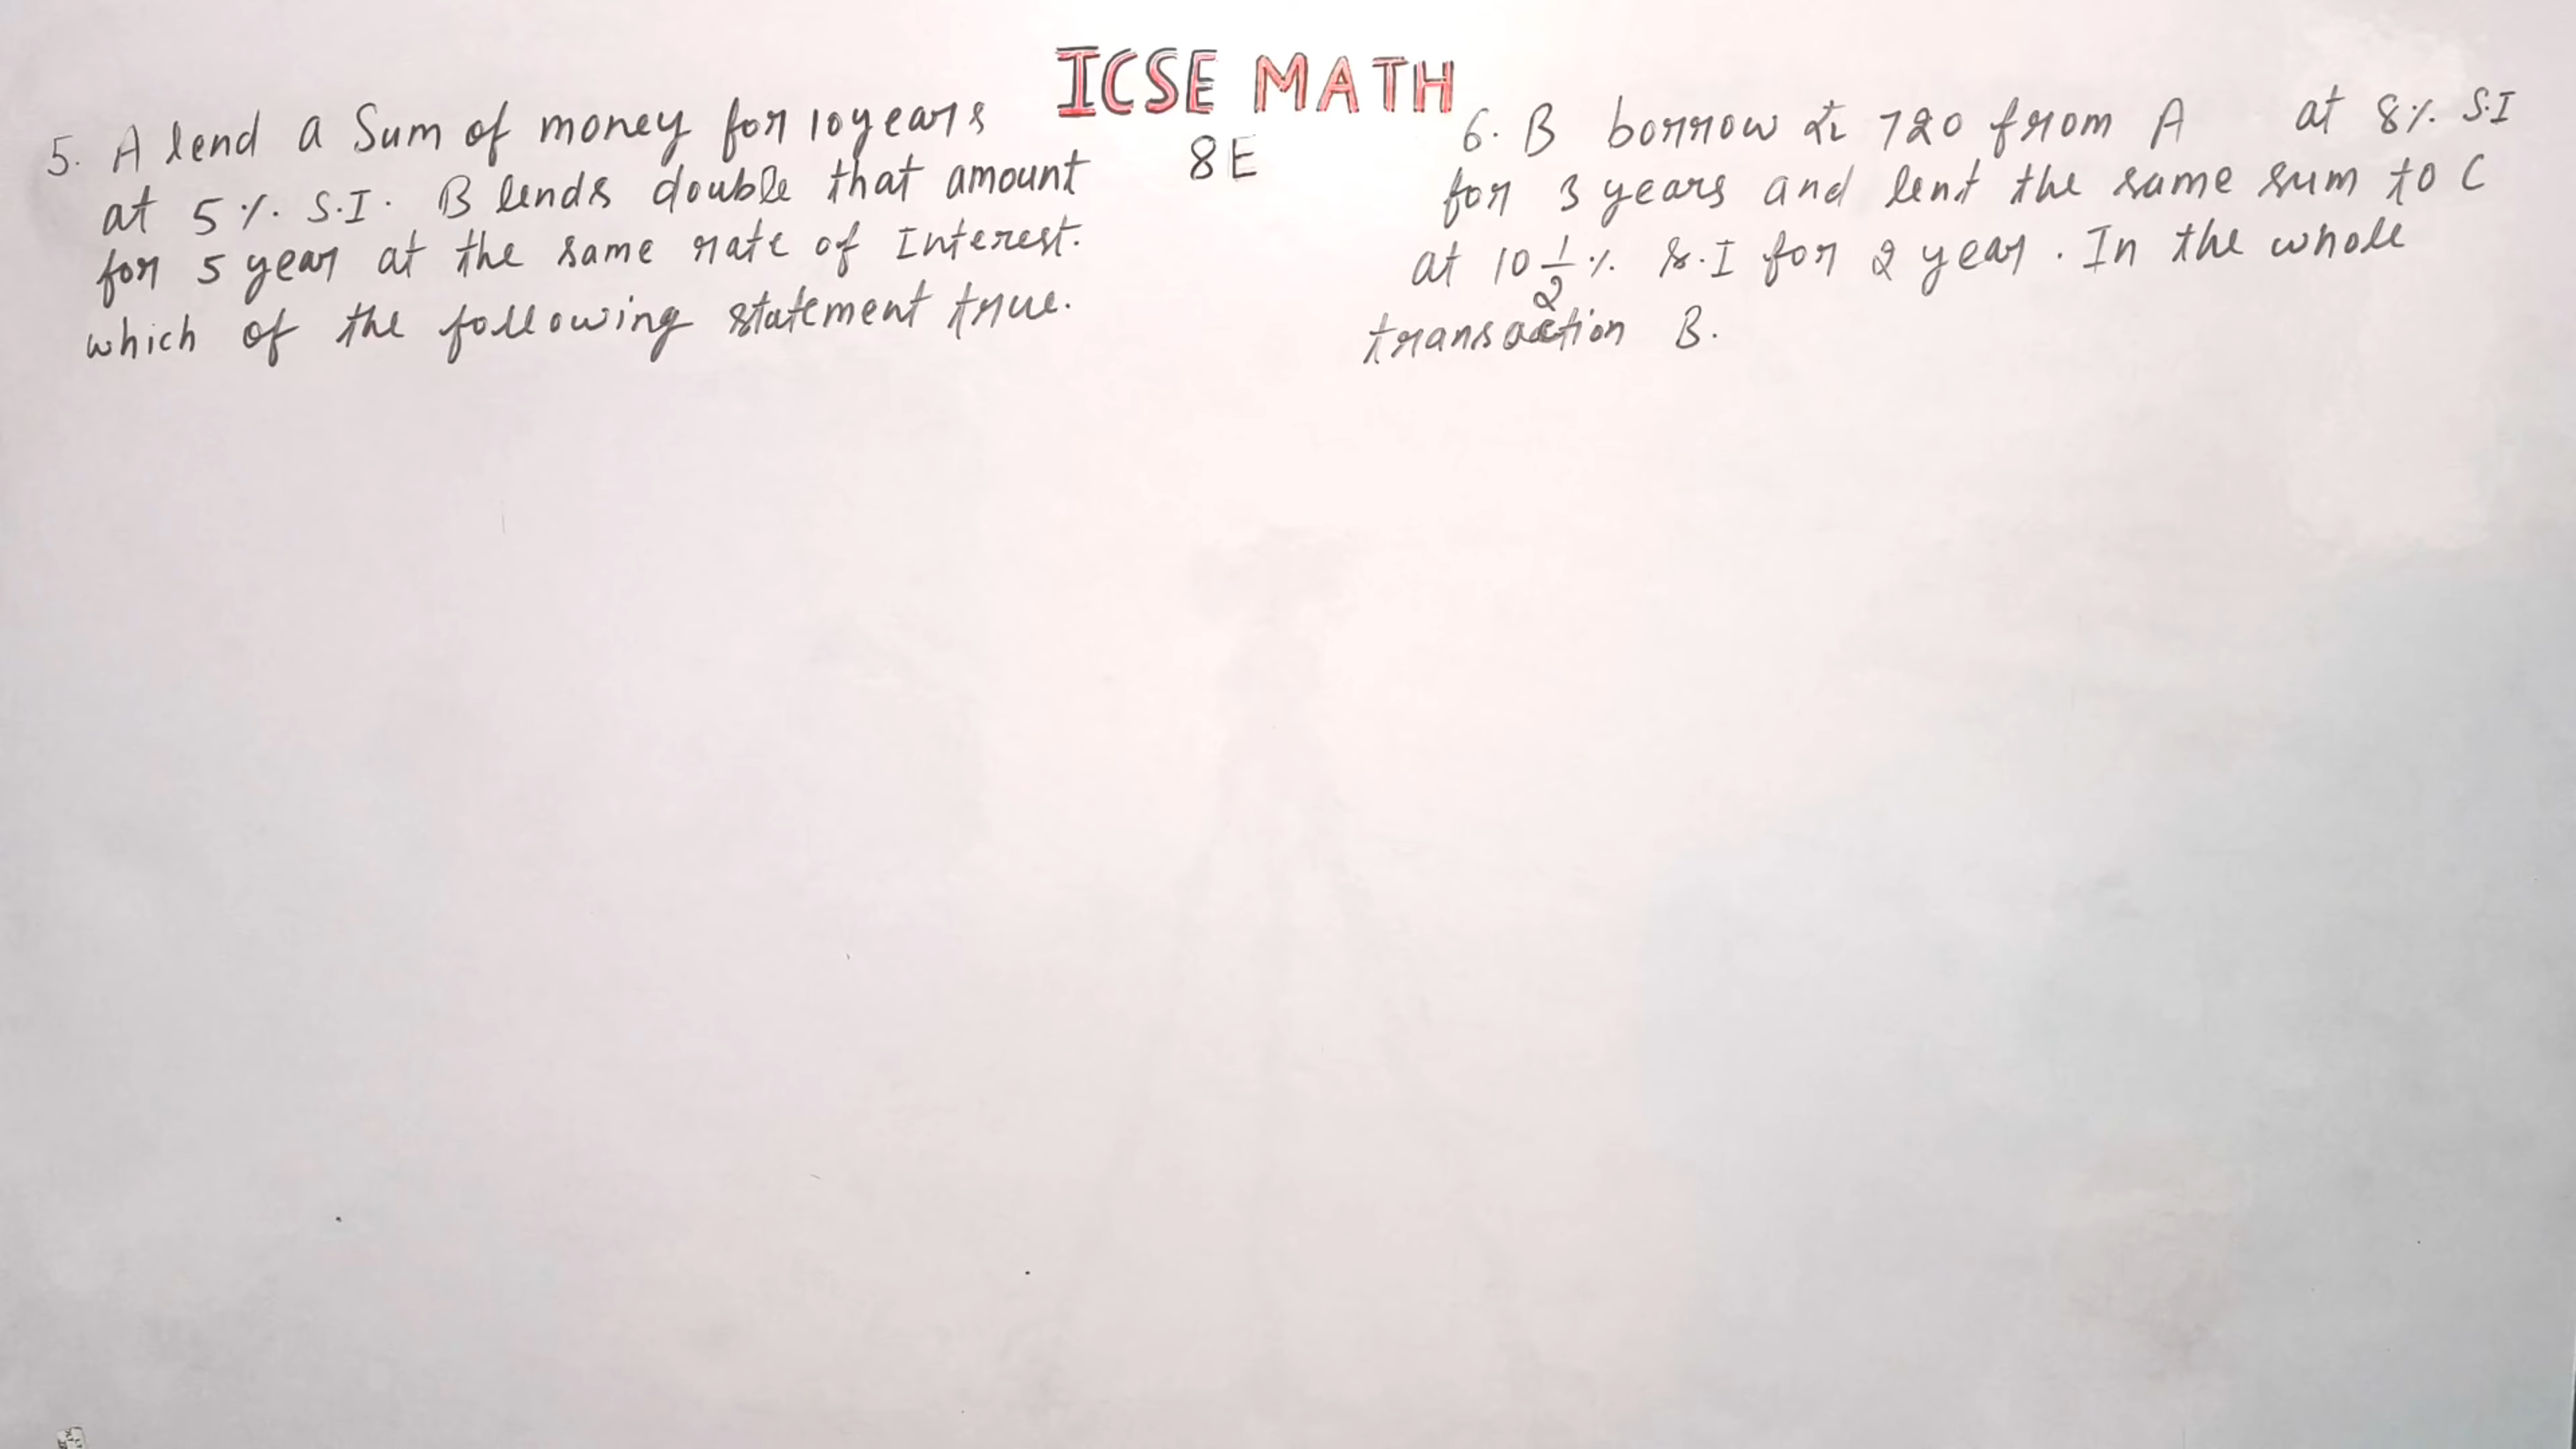 ICSE MATH
8E
5. A lend a Sum of money for 10 years
at 5 %. S.I. B lends double that amount
for 5 year at the same rate of Interest.
which of the following statement true.
6. B borrow ₹ 720 from A at 8%. S.I
for 3 years and lent the same sum to C
at 10 1/2 %. S.I for 2 year. In the whole
transaction B.